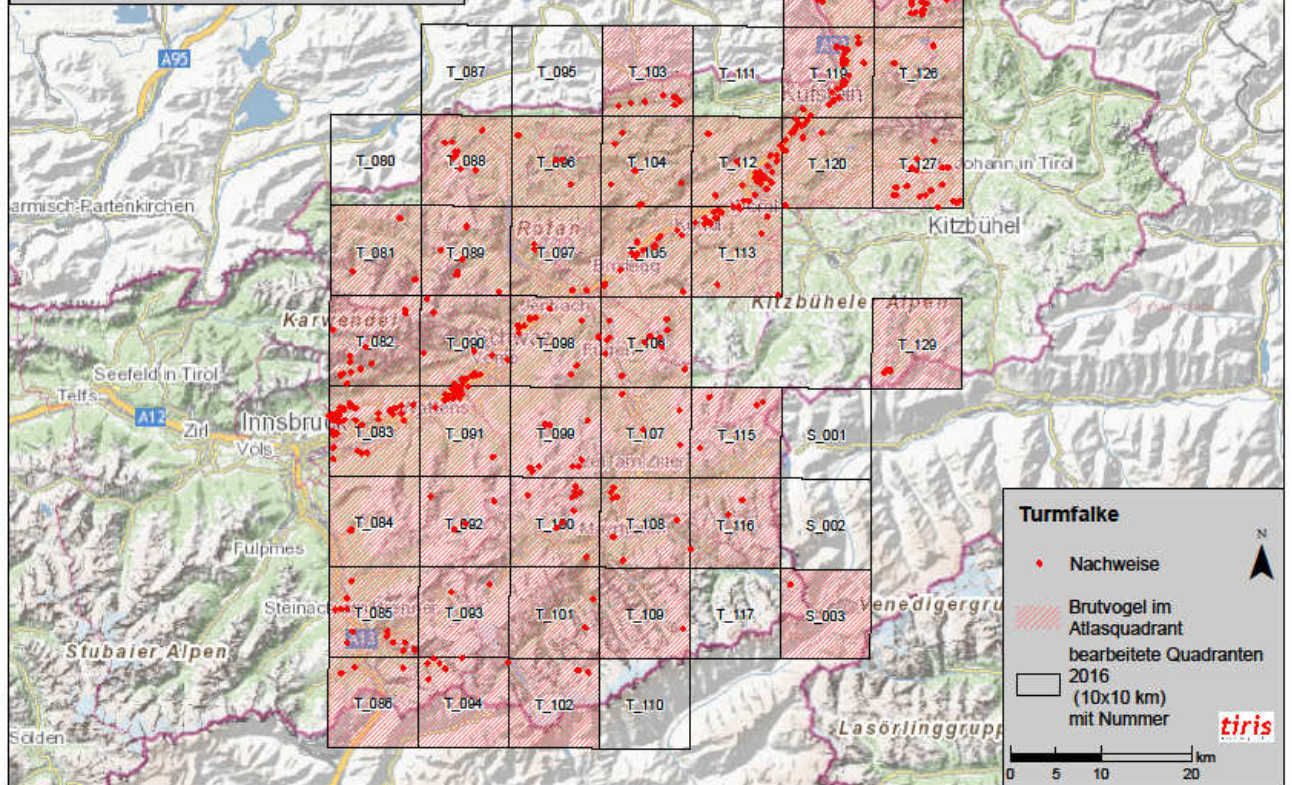 A95
T_087 T_095 T_103 T_111 T_119 T_126
Kufstein
T_080 T_088 T_096 T_104 T_112 T_120 T_127 Johann in Tirol
armisch-Partenkirchen
Kitzbühel
T_081 T_089 Rofan T_097 T_105 T_113
Kitzbüheler Alpen
Karwendel
T_082 T_090 T_098 T_106 T_129
Seefeld in Tirol
Telfs
A12
Zirl
Innsbruck
Vols
T_083 T_091 T_099 T_107 T_115 S_001
T_084 T_092 T_100 T_108 T_116 S_002
Fulpmes
Steinach
T_085 T_093 T_101 T_109 T_117 S_003
Venedigergru
A13
Stubaier Alpen
T_086 T_094 T_102 T_110
Sölden
Lasörlinggrupp
Turmfalke
N
Nachweise
Brutvogel im
Atlasquadrant
bearbeitete Quadranten
2016
(10x10 km)
mit Nummer
tiris
km
0 5 10 20